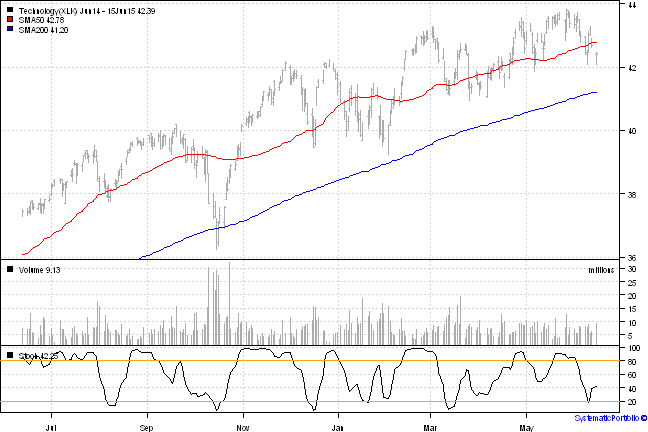 Technology(XLK) Jun14 - 15Jun15 42.39
SMA50 42.78
SMA200 41.20
44
42
40
38
36
Volume 9.13
millions
30
25
20
15
10
5
Stoch 42.25
100
80
60
40
20
Jul Sep Nov Jan Mar May
SystematicPortfolio ©